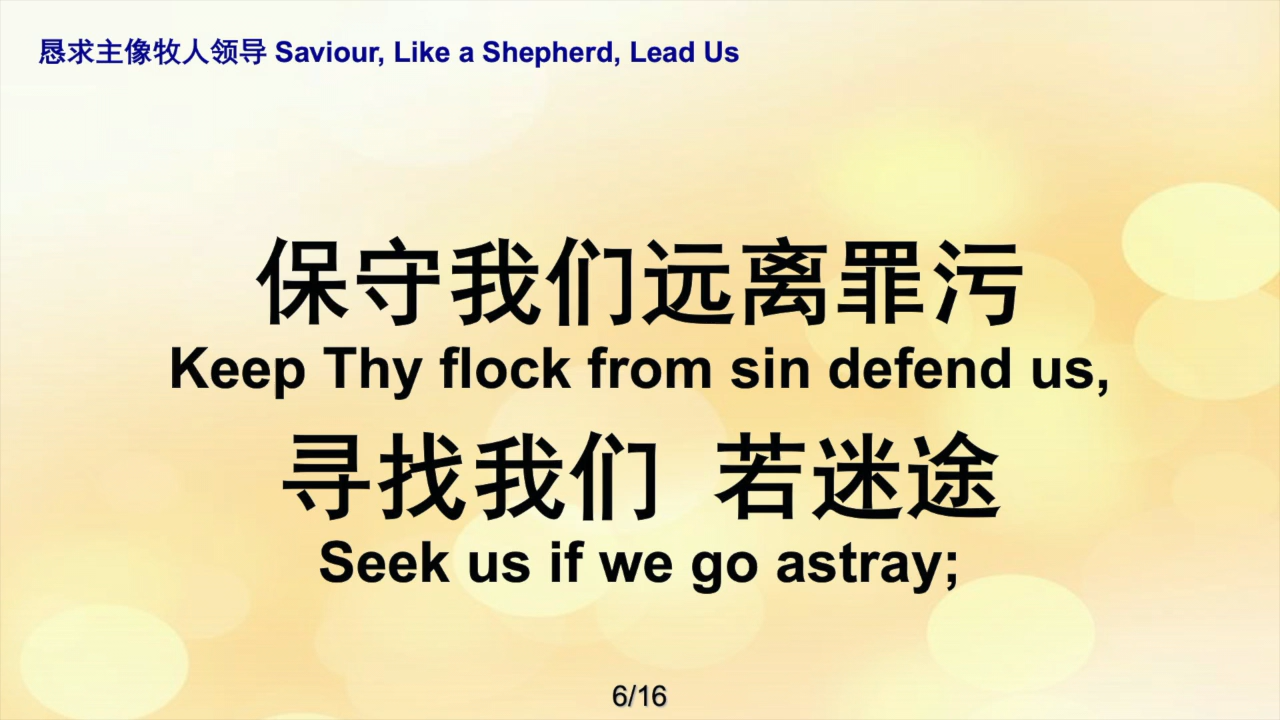 恳求主像牧人领导 Saviour, Like a Shepherd, Lead Us
保守我们远离罪污
Keep Thy flock from sin defend us,
寻找我们 若迷途
Seek us if we go astray;
6/16